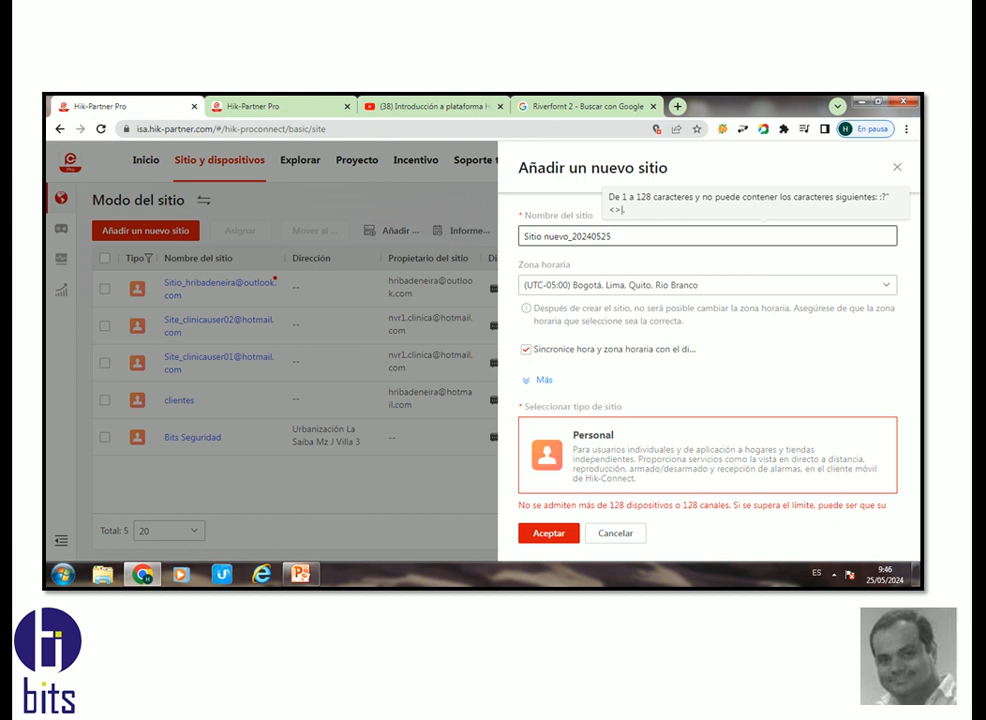 Hik-Partner Pro
Hik-Partner Pro
(38) Introducción a plataforma H
Riverfornt 2 - Buscar con Google
isa.hik-partner.com/#/hik-proconnect/basic/site
H En pausa
Pro
Inicio Sitio y dispositivos Explorar Proyecto Incentivo Soporte t
Añadir un nuevo sitio
Modo del sitio
De 1 a 128 caracteres y no puede contener los caracteres siguientes: :?"
<>|.
* Nombre del sitio
Añadir un nuevo sitio Asignar Mover al ... Añadir ... Informe...
Sitio nuevo_20240525
Tipo Nombre del sitio Dirección Propietario del sitio Di
Zona horaria
Sitio_hribadeneira@outlook.
com
--
hribadeneira@outloo
k.com
(UTC-05:00) Bogotá, Lima, Quito, Rio Branco
Después de crear el sitio, no será posible cambiar la zona horaria. Asegúrese de que la zona
horaria que seleccione sea la correcta.
Site_clinicauser02@hotmail.
com
--
nvr1.clinica@hotmail.
com
Sincronice hora y zona horaria con el di...
Site_clinicauser01@hotmail.
com
--
nvr1.clinica@hotmail.
com
Más
clientes
--
hribadeneira@hotma
il.com
* Seleccionar tipo de sitio
Bits Seguridad
Urbanización La
Saiba Mz J Villa 3
--
Personal
Para usuarios individuales y de aplicación a hogares y tiendas
independientes. Proporciona servicios como la vista en directo a distancia,
reproducción, armado/desarmado y recepción de alarmas, en el cliente móvil
de Hik-Connect.
No se admiten más de 128 dispositivos o 128 canales. Si se supera el límite, puede ser que su
Total: 5 20
Aceptar Cancelar
ES
9:46
25/05/2024
bits